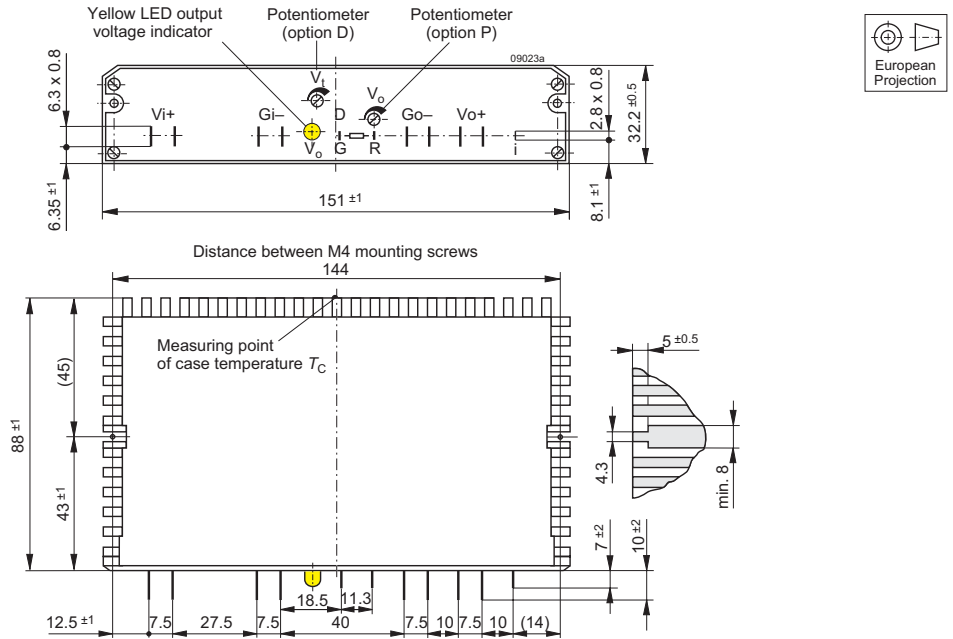 Yellow LED output
voltage indicator
Potentiometer
(option D)
Potentiometer
(option P)
09023a
European
Projection
6.3 x 0.8
Vi+
Gi–
Vt
D
Vo
Go–
Vo+
2.8 x 0.8
32.2 ±0.5
Vo
G
R
i
6.35 ±1
151 ±1
8.1 ±1
Distance between M4 mounting screws
144
Measuring point
of case temperature TC
(45)
88 ±1
43 ±1
5 ±0.5
4.3
min. 8
7 ±2
10 ±2
18.5
11.3
12.5 ±1
7.5
27.5
7.5
40
7.5
10
7.5
10
(14)